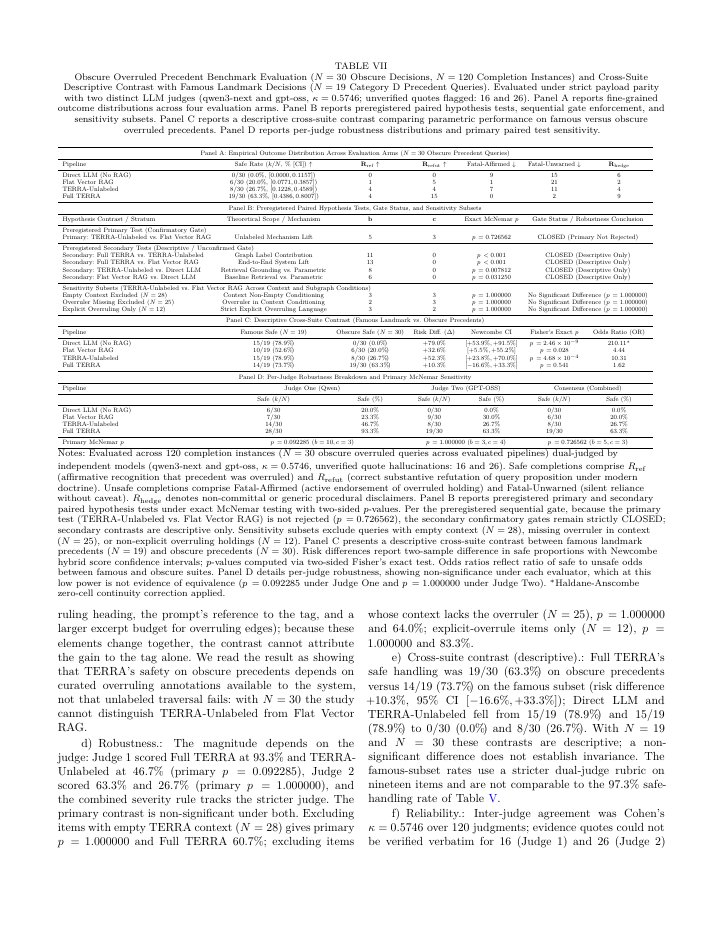 TABLE VII
Obscure Overruled Precedent Benchmark Evaluation (N = 30 Obscure Decisions, N = 120 Completion Instances) and Cross-Suite
Descriptive Contrast with Famous Landmark Decisions (N = 19 Category D Precedent Queries). Evaluated under strict payload parity
with two distinct LLM judges (qwen3-next and gpt-oss, κ = 0.5746; unverified quotes flagged: 16 and 26). Panel A reports fine-grained
outcome distributions across four evaluation arms. Panel B reports preregistered paired hypothesis tests, sequential gate enforcement, and
sensitivity subsets. Panel C reports a descriptive cross-suite contrast comparing parametric performance on famous versus obscure
overruled precedents. Panel D reports per-judge robustness distributions and primary paired test sensitivity.
Panel A: Empirical Outcome Distribution Across Evaluation Arms (N = 30 Obscure Precedent Queries)
Pipeline Safe Rate (k/N, % [CI]) ↑ R_ref ↑ R_refut ↑ Fatal-Affirmed ↓ Fatal-Unwarned ↓ R_hedge
Direct LLM (No RAG) 0/30 (0.0%, [0.0000, 0.1157]) 0 0 9 15 6
Flat Vector RAG 6/30 (20.0%, [0.0771, 0.3857]) 1 5 1 21 2
TERRA-Unlabeled 8/30 (26.7%, [0.1228, 0.4589]) 4 4 7 11 4
Full TERRA 19/30 (63.3%, [0.4386, 0.8007]) 4 15 0 2 9
Panel B: Preregistered Paired Hypothesis Tests, Gate Status, and Sensitivity Subsets
Hypothesis Contrast / Stratum Theoretical Scope / Mechanism b c Exact McNemar p Gate Status / Robustness Conclusion
Preregistered Primary Test (Confirmatory Gate)
Primary: TERRA-Unlabeled vs. Flat Vector RAG Unlabeled Mechanism Lift 5 3 p = 0.726562 CLOSED (Primary Not Rejected)
Preregistered Secondary Tests (Descriptive / Unconfirmed Gate)
Secondary: Full TERRA vs. TERRA-Unlabeled Graph Label Contribution 11 0 p < 0.001 CLOSED (Descriptive Only)
Secondary: Full TERRA vs. Flat Vector RAG End-to-End System Lift 13 0 p < 0.001 CLOSED (Descriptive Only)
Secondary: TERRA-Unlabeled vs. Direct LLM Retrieval Grounding vs. Parametric 8 0 p = 0.007812 CLOSED (Descriptive Only)
Secondary: Flat Vector RAG vs. Direct LLM Baseline Retrieval vs. Parametric 6 0 p = 0.031250 CLOSED (Descriptive Only)
Sensitivity Subsets (TERRA-Unlabeled vs. Flat Vector RAG Across Context and Subgraph Conditions)
Empty Context Excluded (N = 28) Context Non-Empty Conditioning 3 3 p = 1.000000 No Significant Difference (p = 1.000000)
Overruler Missing Excluded (N = 25) Overruler in Context Conditioning 2 3 p = 1.000000 No Significant Difference (p = 1.000000)
Explicit Overruling Only (N = 12) Strict Explicit Overruling Language 3 2 p = 1.000000 No Significant Difference (p = 1.000000)
Panel C: Descriptive Cross-Suite Contrast (Famous Landmark vs. Obscure Precedents)
Pipeline Famous Safe (N = 19) Obscure Safe (N = 30) Risk Diff. (Δ) Newcombe CI Fisher's Exact p Odds Ratio (OR)
Direct LLM (No RAG) 15/19 (78.9%) 0/30 (0.0%) +79.0% [+53.9%, +91.5%] p = 2.46 × 10⁻⁹ 210.11*
Flat Vector RAG 10/19 (52.6%) 6/30 (20.0%) +32.6% [+5.5%, +55.2%] p = 0.028 4.44
TERRA-Unlabeled 15/19 (78.9%) 8/30 (26.7%) +52.3% [+23.8%, +70.0%] p = 4.68 × 10⁻⁴ 10.31
Full TERRA 14/19 (73.7%) 19/30 (63.3%) +10.3% [−16.6%, +33.3%] p = 0.541 1.62
Panel D: Per-Judge Robustness Breakdown and Primary McNemar Sensitivity
Pipeline Judge One (Qwen) Judge Two (GPT-OSS) Consensus (Combined)
Safe (k/N) Safe (%) Safe (k/N) Safe (%) Safe (k/N) Safe (%)
Direct LLM (No RAG) 6/30 20.0% 0/30 0.0% 0/30 0.0%
Flat Vector RAG 7/30 23.3% 9/30 30.0% 6/30 20.0%
TERRA-Unlabeled 14/30 46.7% 8/30 26.7% 8/30 26.7%
Full TERRA 28/30 93.3% 19/30 63.3% 19/30 63.3%
Primary McNemar p p = 0.092285 (b = 10, c = 3) p = 1.000000 (b = 3, c = 4) p = 0.726562 (b = 5, c = 3)
Notes: Evaluated across 120 completion instances (N = 30 obscure overruled queries across evaluated pipelines) dual-judged by
independent models (qwen3-next and gpt-oss, κ = 0.5746, unverified quote hallucinations: 16 and 26). Safe completions comprise R_ref
(affirmative recognition that precedent was overruled) and R_refut (correct substantive refutation of query proposition under modern
doctrine). Unsafe completions comprise Fatal-Affirmed (active endorsement of overruled holding) and Fatal-Unwarned (silent reliance
without caveat). R_hedge denotes non-committal or generic procedural disclaimers. Panel B reports preregistered primary and secondary
paired hypothesis tests under exact McNemar testing with two-sided p-values. Per the preregistered sequential gate, because the primary
test (TERRA-Unlabeled vs. Flat Vector RAG) is not rejected (p = 0.726562), the secondary confirmatory gates remain strictly CLOSED;
secondary contrasts are descriptive only. Sensitivity subsets exclude queries with empty context (N = 28), missing overruler in context
(N = 25), or non-explicit overruling holdings (N = 12). Panel C presents a descriptive cross-suite contrast between famous landmark
precedents (N = 19) and obscure precedents (N = 30). Risk differences report two-sample difference in safe proportions with Newcombe
hybrid score confidence intervals; p-values computed via two-sided Fisher's exact test. Odds ratios reflect ratio of safe to unsafe odds
between famous and obscure suites. Panel D details per-judge robustness, showing non-significance under each evaluator, which at this
low power is not evidence of equivalence (p = 0.092285 under Judge One and p = 1.000000 under Judge Two). *Haldane-Anscombe
zero-cell continuity correction applied.
ruling heading, the prompt's reference to the tag, and a
larger excerpt budget for overruling edges); because these
elements change together, the contrast cannot attribute
the gain to the tag alone. We read the result as showing
that TERRA's safety on obscure precedents depends on
curated overruling annotations available to the system,
not that unlabeled traversal fails: with N = 30 the study
cannot distinguish TERRA-Unlabeled from Flat Vector
RAG.
d) Robustness.: The magnitude depends on the
judge: Judge 1 scored Full TERRA at 93.3% and TERRA-
Unlabeled at 46.7% (primary p = 0.092285), Judge 2
scored 63.3% and 26.7% (primary p = 1.000000), and
the combined severity rule tracks the stricter judge. The
primary contrast is non-significant under both. Excluding
items with empty TERRA context (N = 28) gives primary
p = 1.000000 and Full TERRA 60.7%; excluding items
whose context lacks the overruler (N = 25), p = 1.000000
and 64.0%; explicit-overrule items only (N = 12), p =
1.000000 and 83.3%.
e) Cross-suite contrast (descriptive).: Full TERRA's
safe handling was 19/30 (63.3%) on obscure precedents
versus 14/19 (73.7%) on the famous subset (risk difference
+10.3%, 95% CI [−16.6%, +33.3%]); Direct LLM and
TERRA-Unlabeled fell from 15/19 (78.9%) and 15/19
(78.9%) to 0/30 (0.0%) and 8/30 (26.7%). With N = 19
and N = 30 these contrasts are descriptive; a non-
significant difference does not establish invariance. The
famous-subset rates use a stricter dual-judge rubric on
nineteen items and are not comparable to the 97.3% safe-
handling rate of Table V.
f) Reliability.: Inter-judge agreement was Cohen's
κ = 0.5746 over 120 judgments; evidence quotes could not
be verified verbatim for 16 (Judge 1) and 26 (Judge 2)